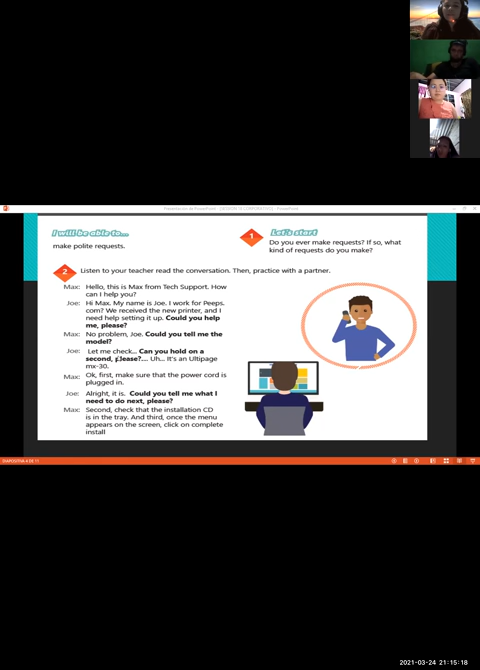 I will be able to...
make polite requests.
1
Let's start
Do you ever make requests? If so, what
kind of requests do you make?
2
Listen to your teacher read the conversation. Then, practice with a partner.
Max: Hello, this is Max from Tech Support. How
can I help you?
Joe: Hi Max. My name is Joe. I work for Peeps.
com? We received the new printer, and I
need help setting it up. Could you help
me, please?
Max: No problem, Joe. Could you tell me the
model?
Joe: Let me check... Can you hold on a
second, please?.... Uh... It's an Ultipage
mx-30.
Max: Ok, first, make sure that the power cord is
plugged in.
Joe: Alright, it is. Could you tell me what I
need to do next, please?
Max: Second, check that the installation CD
is in the tray. And third, once the menu
appears on the screen, click on complete
install
DIAPOSITIVA 4 DE 11
2021-03-24 21:15:18